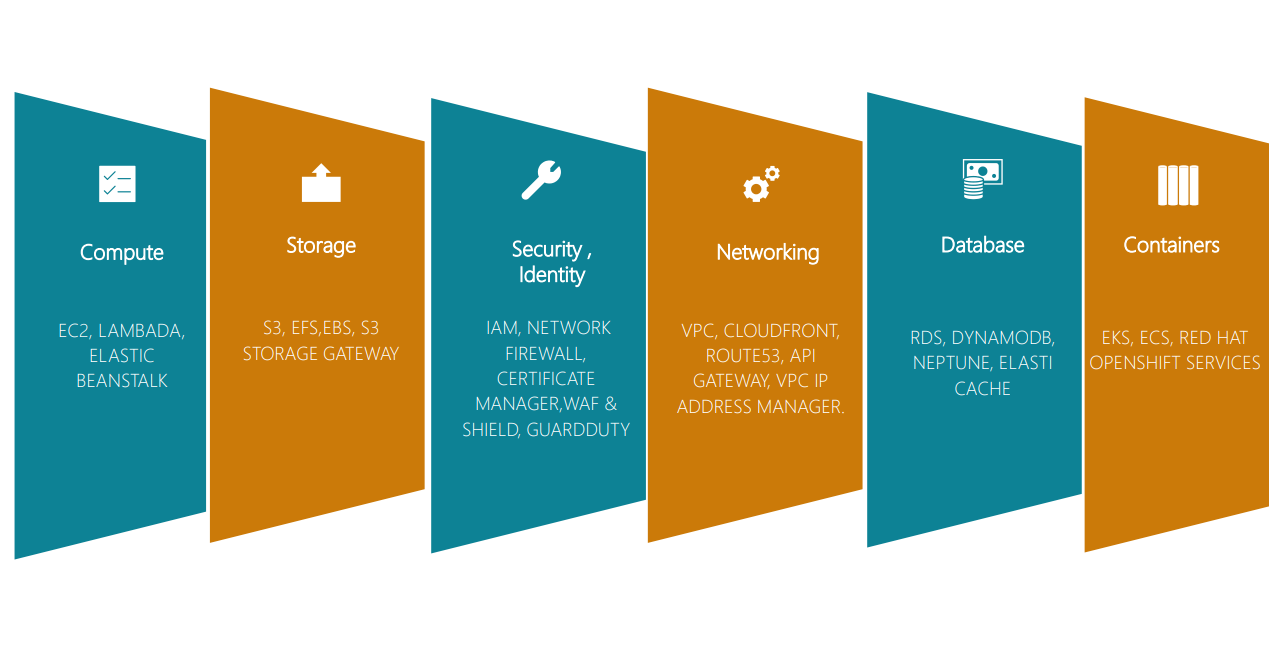 Compute
EC2, LAMBADA,
ELASTIC
BEANSTALK
Storage
S3, EFS,EBS, S3
STORAGE GATEWAY
Security ,
Identity
IAM, NETWORK
FIREWALL,
CERTIFICATE
MANAGER,WAF &
SHIELD, GUARDDUTY
Networking
VPC, CLOUDFRONT,
ROUTE53, API
GATEWAY, VPC IP
ADDRESS MANAGER.
Database
RDS, DYNAMODB,
NEPTUNE, ELASTI
CACHE
Containers
EKS, ECS, RED HAT
OPENSHIFT SERVICES